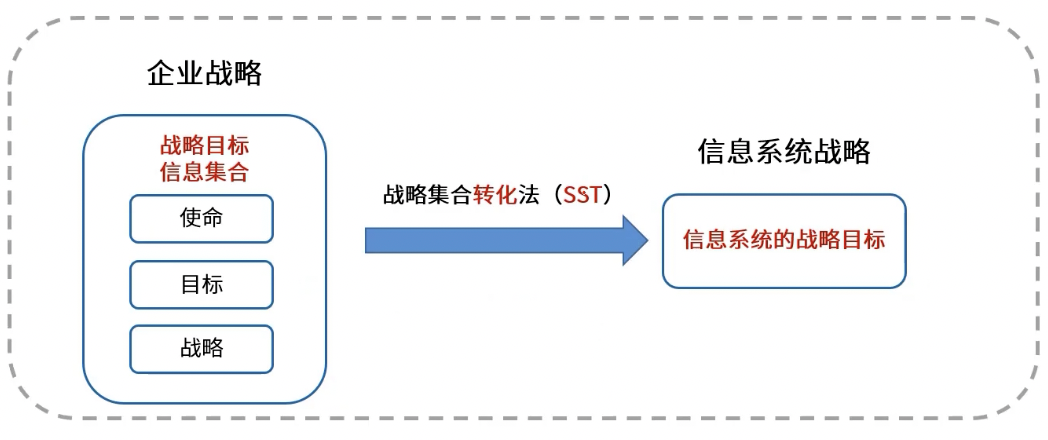 企业战略
战略目标
信息集合
使命
目标
战略
战略集合转化法（SST）
信息系统战略
信息系统的战略目标